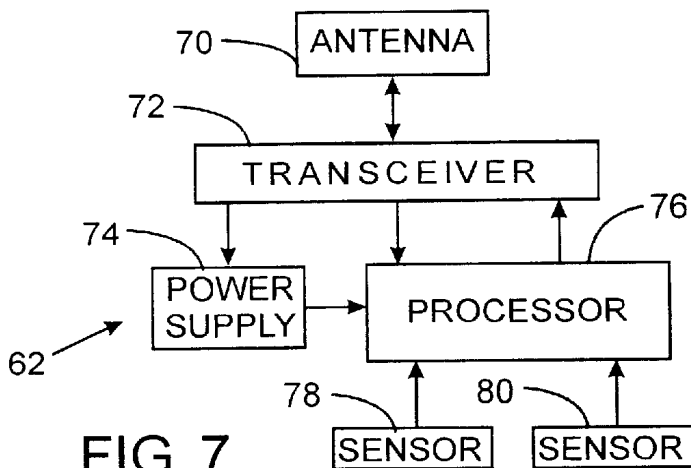 70
ANTENNA
72
TRANSCEIVER
74
76
POWER
SUPPLY
PROCESSOR
62
78
80
FIG 7
SENSOR
SENSOR